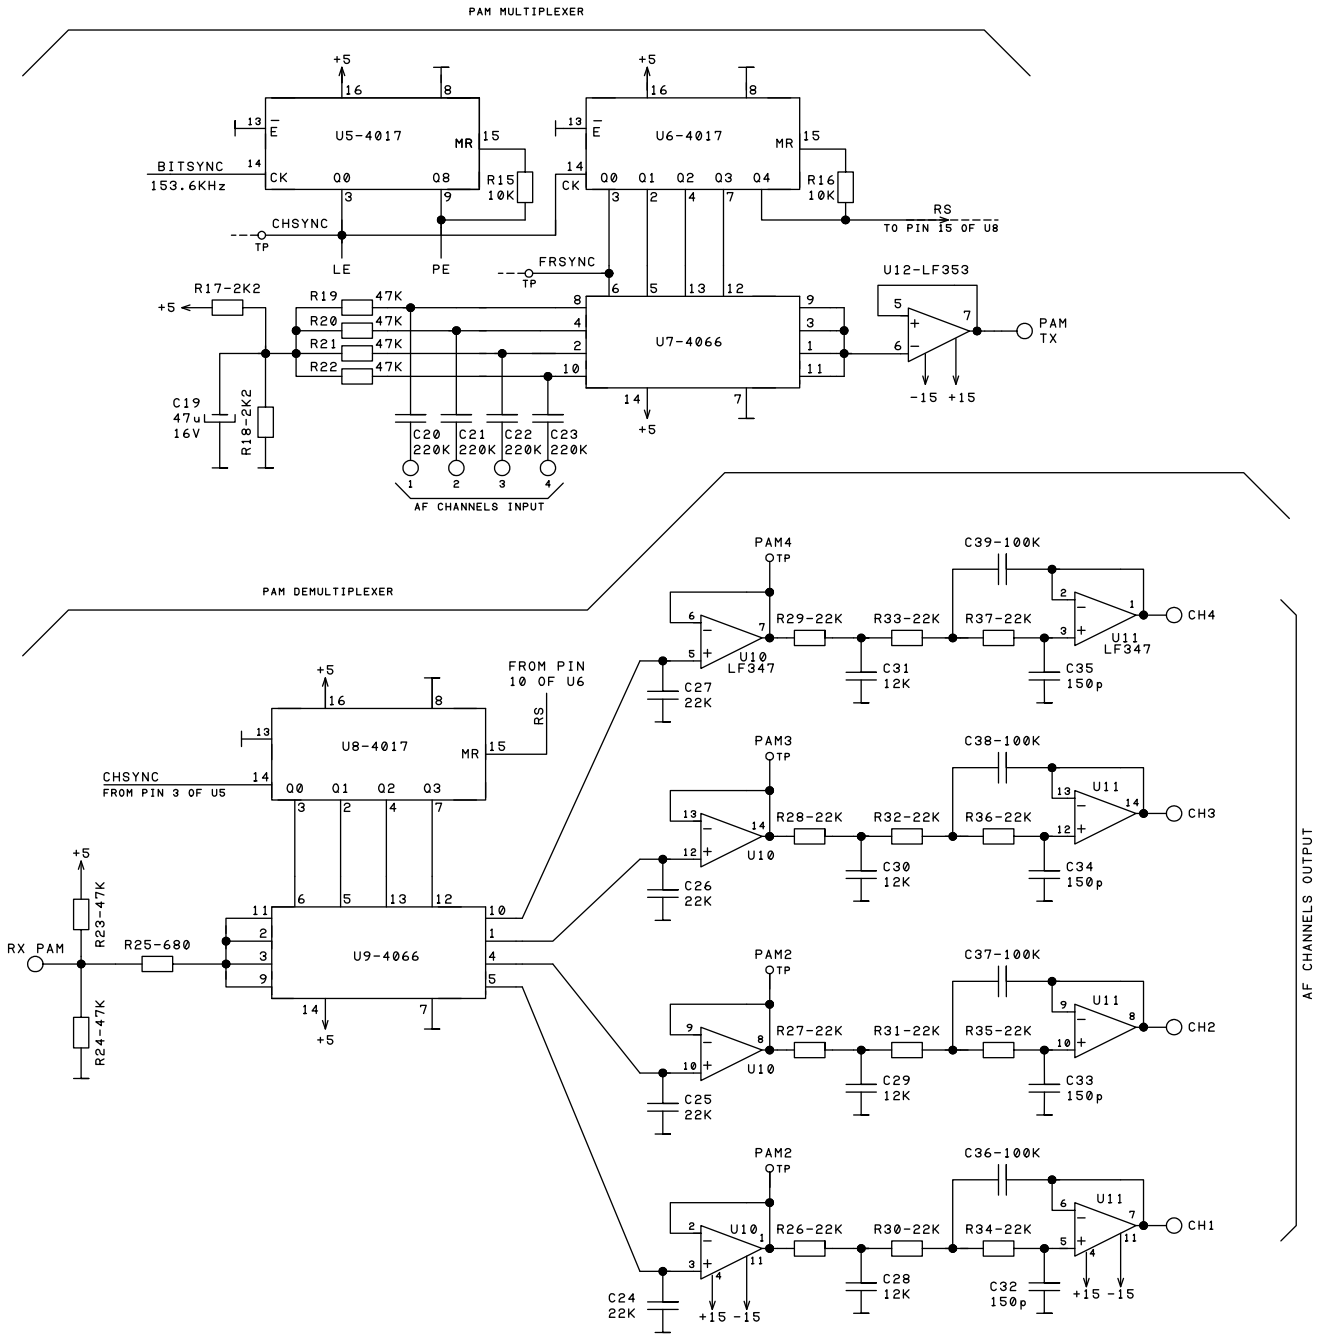 PAM MULTIPLEXER
+5
16
8
13
E
U5-4017
MR
15
BITSYNC
153.6KHz
14
CK
Q0
Q8
3
9
R15
10K
CHSYNC
TP
LE
PE
+5
16
8
13
E
U6-4017
MR
15
14
CK
Q0
Q1
Q2
Q3
Q4
3
2
4
7
R16
10K
RS
TO PIN 15 OF U8
FRSYNC
TP
6
5
13
12
U12-LF353
R17-2K2
+5
R19
47K
R20
47K
R21
47K
R22
47K
8
4
2
10
U7-4066
9
3
1
11
5
+
6
–
7
PAM
TX
-15
+15
14
+5
7
C19
47u
16V
R18-2K2
C20
220K
C21
220K
C22
220K
C23
220K
1
2
3
4
AF CHANNELS INPUT
PAM DEMULTIPLEXER
+5
16
8
FROM PIN
10 OF U6
RS
13
U8-4017
MR
15
CHSYNC
FROM PIN 3 OF U5
14
Q0
Q1
Q2
Q3
3
2
4
7
+5
R23-47K
RX PAM
R25-680
R24-47K
6
5
13
12
11
2
3
9
U9-4066
10
1
4
5
14
+5
7
PAM4
TP
6
–
5
+
7
U10
LF347
C27
22K
R29-22K
R33-22K
R37-22K
C39-100K
C31
12K
C35
150p
2
–
3
+
1
U11
LF347
CH4
PAM3
TP
13
–
12
+
14
U10
C26
22K
R28-22K
R32-22K
R36-22K
C38-100K
C30
12K
C34
150p
13
–
12
+
14
U11
CH3
PAM2
TP
9
–
10
+
8
U10
C25
22K
R27-22K
R31-22K
R35-22K
C37-100K
C29
12K
C33
150p
9
–
10
+
8
U11
CH2
PAM2
TP
2
–
3
+
1
U10
4
11
+15
-15
C24
22K
R26-22K
R30-22K
R34-22K
C36-100K
C28
12K
C32
150p
6
–
5
+
7
U11
4
11
+15
-15
CH1
AF CHANNELS OUTPUT